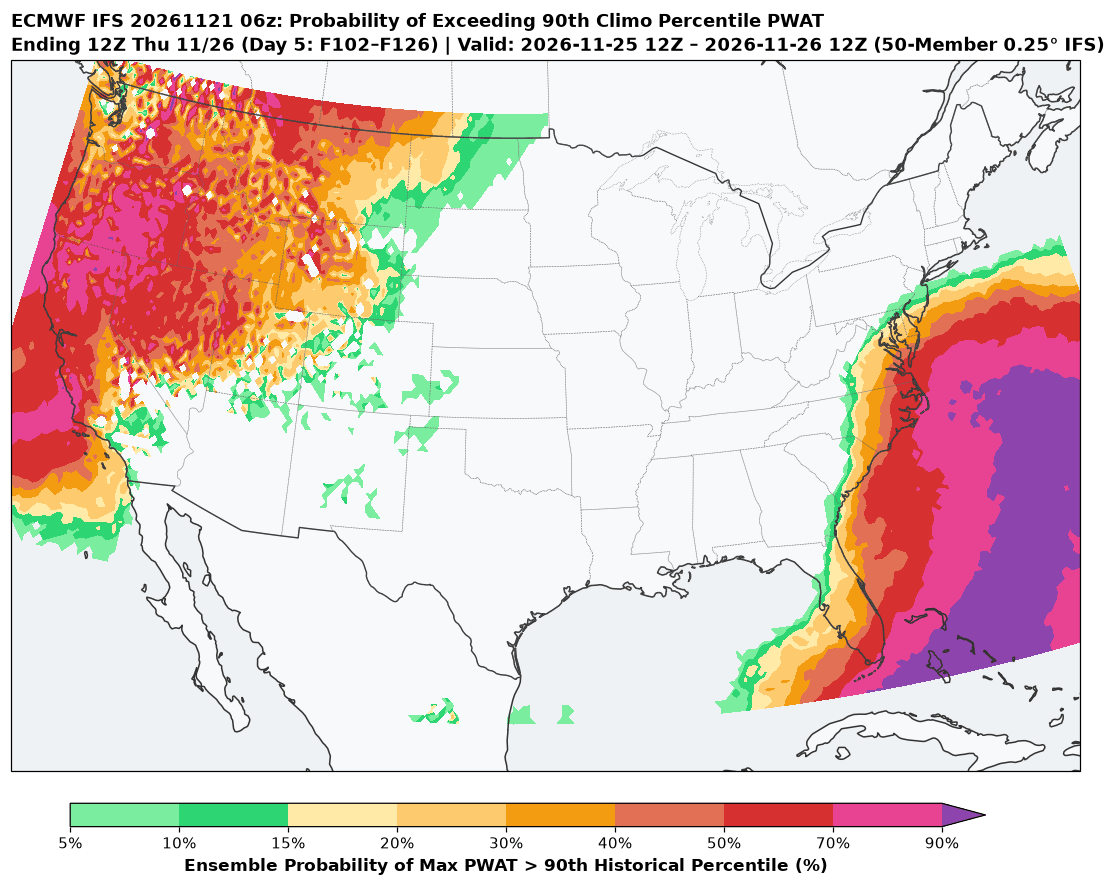 ECMWF IFS 20261121 06z: Probability of Exceeding 90th Climo Percentile PWAT
Ending 12Z Thu 11/26 (Day 5: F102–F126) | Valid: 2026-11-25 12Z – 2026-11-26 12Z (50-Member 0.25° IFS)
5% 10% 15% 20% 30% 40% 50% 70% 90%
Ensemble Probability of Max PWAT > 90th Historical Percentile (%)